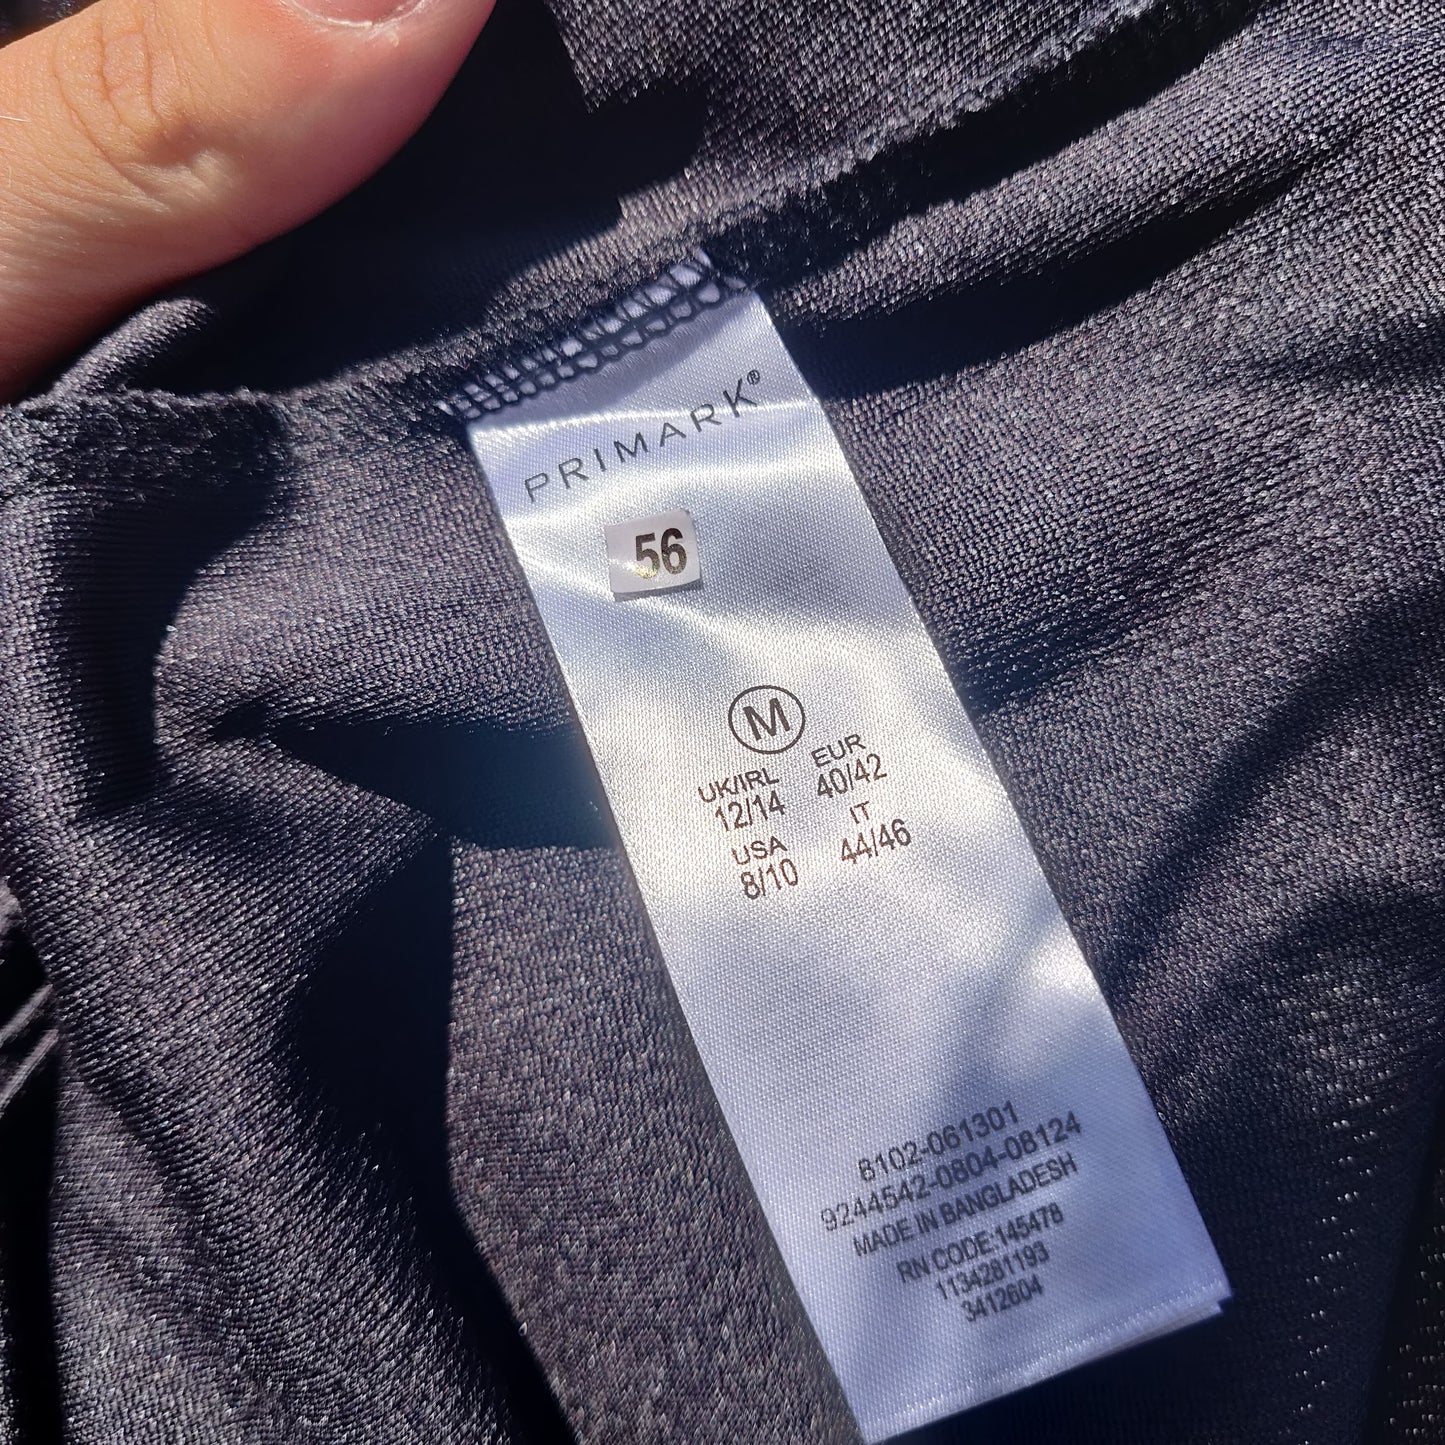 PRIMARK®
56
M
UK/IRL EUR
12/14 40/42
USA IT
8/10 44/46
8102-061301
9244542-0804-08124
MADE IN BANGLADESH
RN CODE:145478
1134281193
3412604